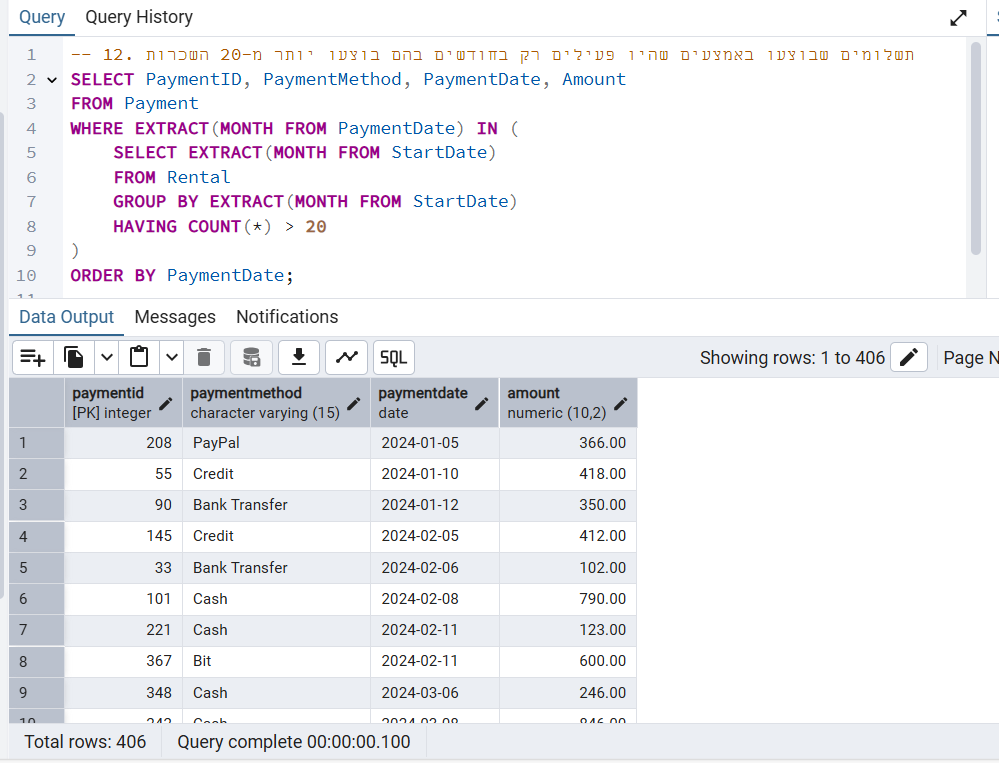 Query Query History
1 -- 12. תשלומים שבוצעו באמצעים שהיו פעילים רק בחודשים בהם בוצעו יותר מ-20 השכרות
2 SELECT PaymentID, PaymentMethod, PaymentDate, Amount
3 FROM Payment
4 WHERE EXTRACT(MONTH FROM PaymentDate) IN (
5 SELECT EXTRACT(MONTH FROM StartDate)
6 FROM Rental
7 GROUP BY EXTRACT(MONTH FROM StartDate)
8 HAVING COUNT(*) > 20
9 )
10 ORDER BY PaymentDate;
11
Data Output Messages Notifications
SQL Showing rows: 1 to 406 Page N
paymentid paymentmethod paymentdate amount
[PK] integer character varying (15) date numeric (10,2)
1 208 PayPal 2024-01-05 366.00
2 55 Credit 2024-01-10 418.00
3 90 Bank Transfer 2024-01-12 350.00
4 145 Credit 2024-02-05 412.00
5 33 Bank Transfer 2024-02-06 102.00
6 101 Cash 2024-02-08 790.00
7 221 Cash 2024-02-11 123.00
8 367 Bit 2024-02-11 600.00
9 348 Cash 2024-03-06 246.00
10 Cash
Total rows: 406 Query complete 00:00:00.100